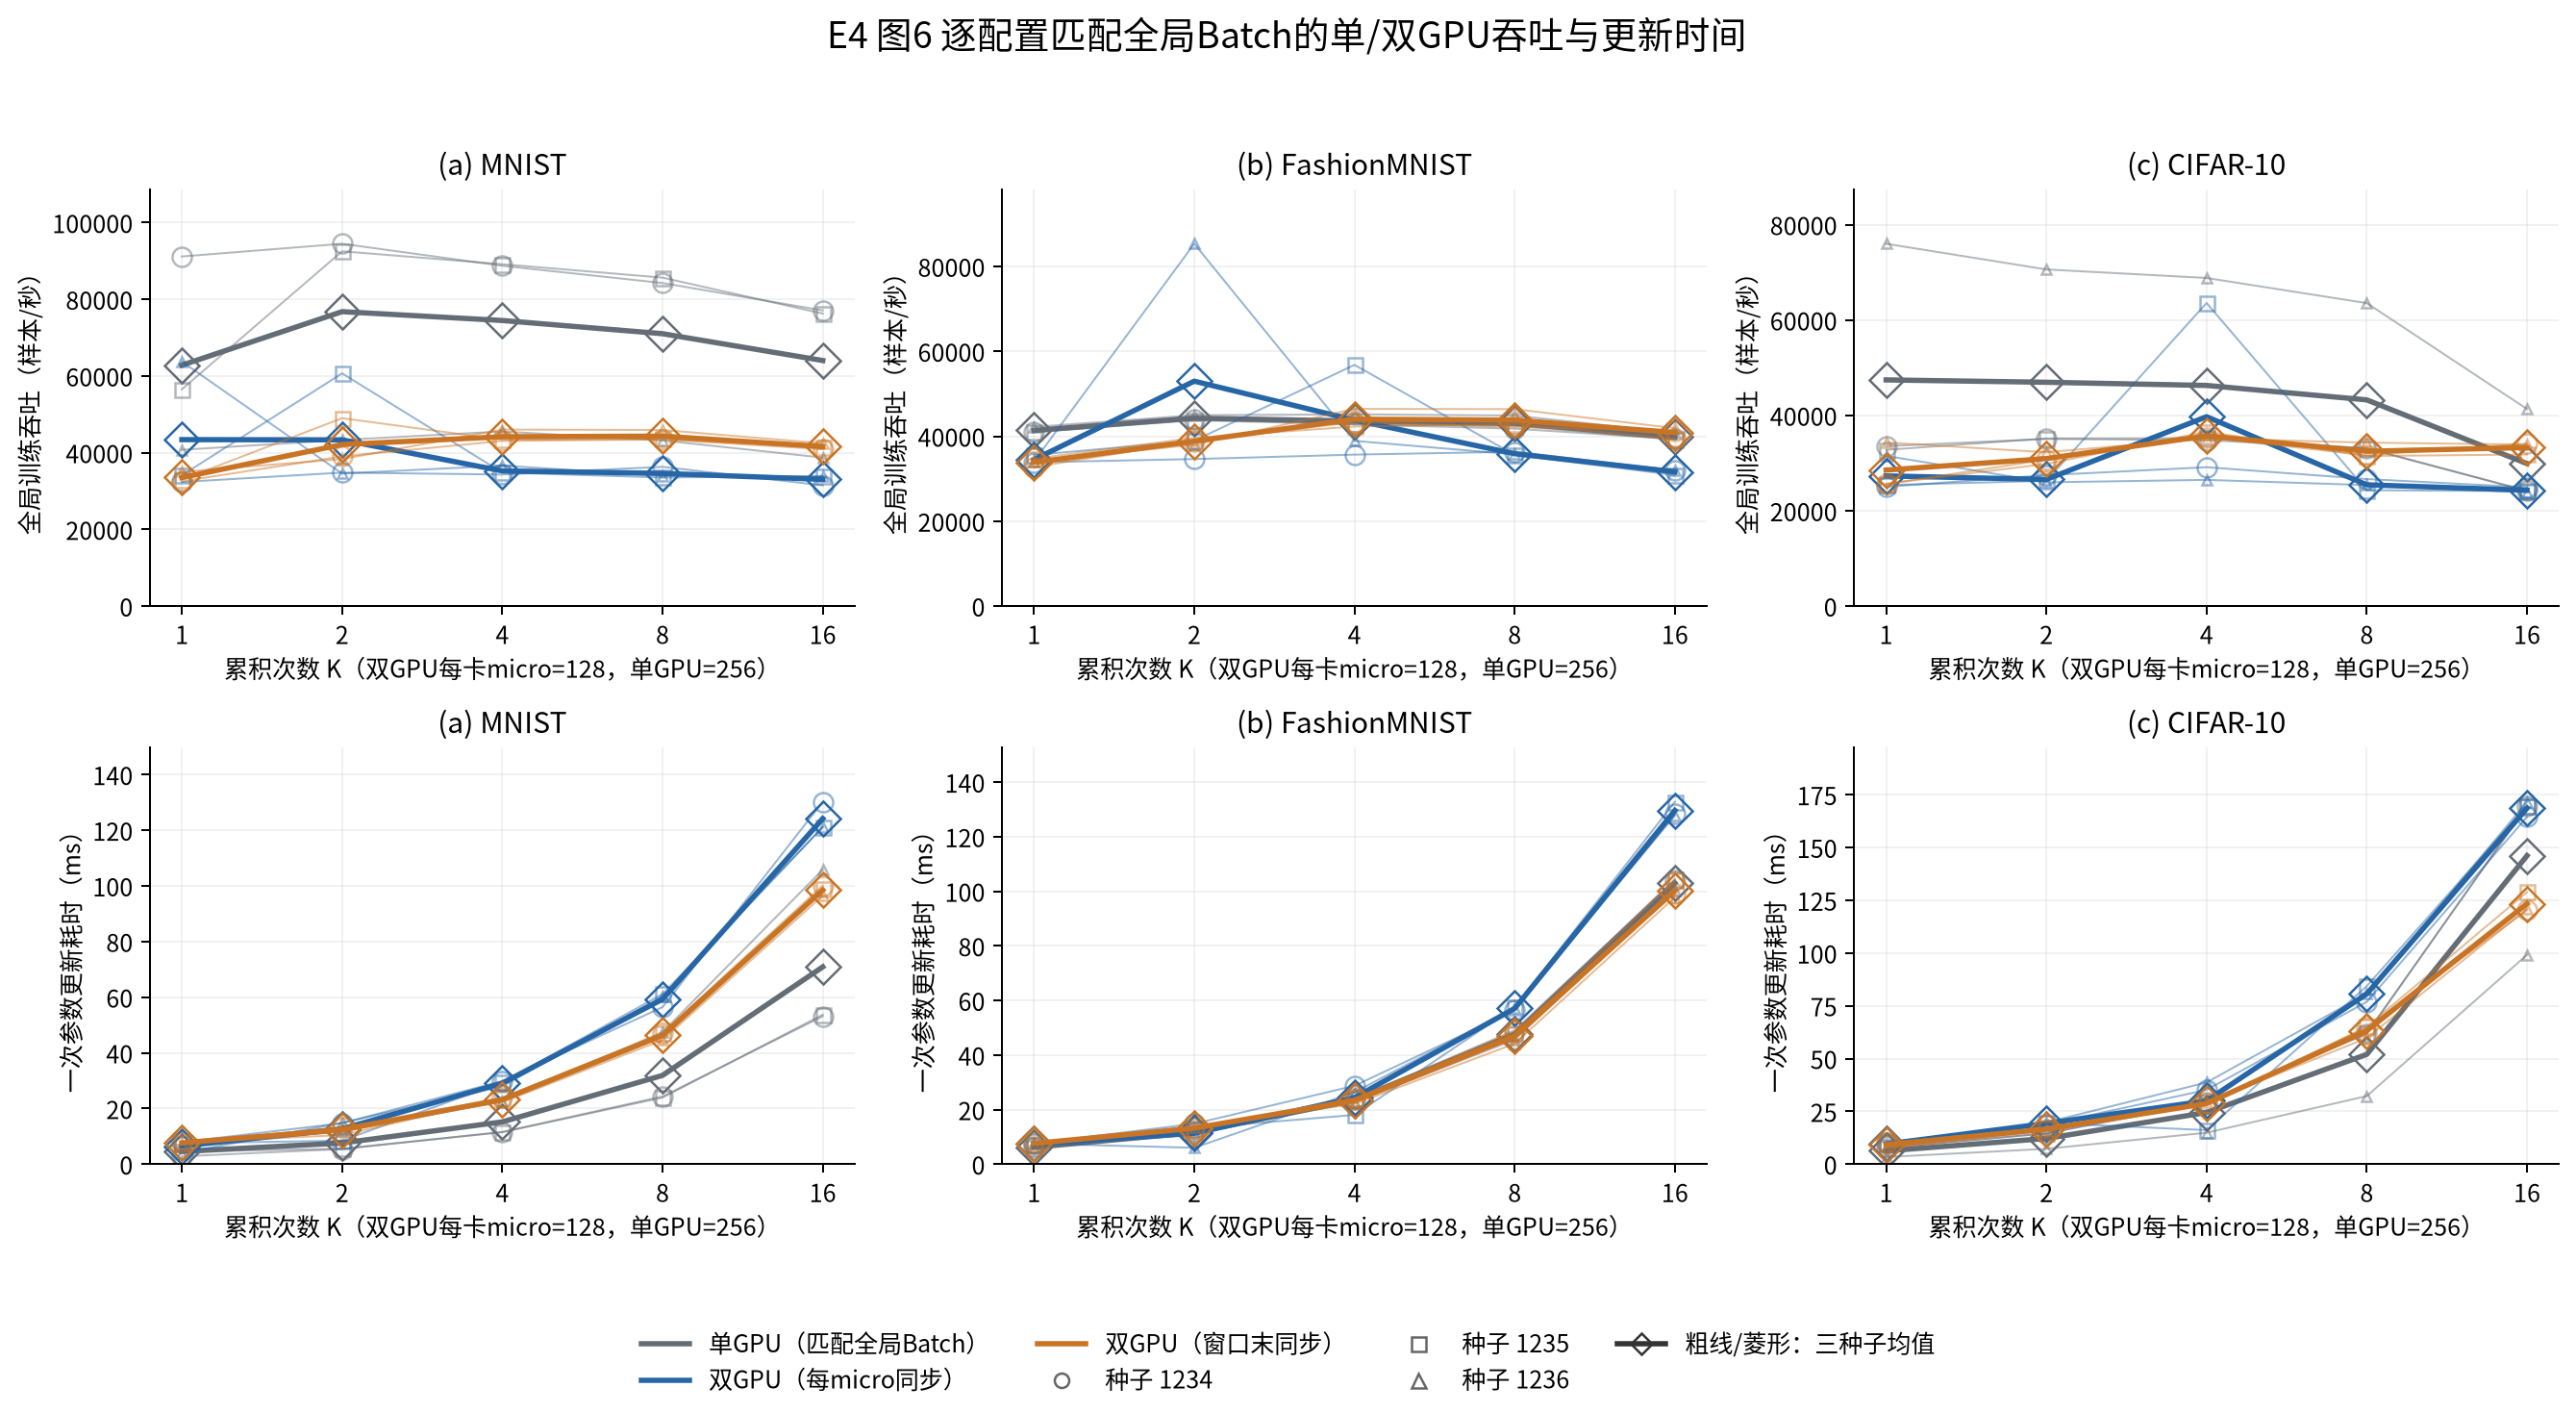 E4 图6 逐配置匹配全局Batch的单/双GPU吞吐与更新时间
(a) MNIST
全局训练吞吐（样本/秒）
100000
80000
60000
40000
20000
0
1 2 4 8 16
累积次数 K（双GPU每卡micro=128，单GPU=256）
(b) FashionMNIST
全局训练吞吐（样本/秒）
80000
60000
40000
20000
0
1 2 4 8 16
累积次数 K（双GPU每卡micro=128，单GPU=256）
(c) CIFAR-10
全局训练吞吐（样本/秒）
80000
60000
40000
20000
0
1 2 4 8 16
累积次数 K（双GPU每卡micro=128，单GPU=256）
(a) MNIST
一次参数更新耗时（ms）
140
120
100
80
60
40
20
0
1 2 4 8 16
累积次数 K（双GPU每卡micro=128，单GPU=256）
(b) FashionMNIST
一次参数更新耗时（ms）
140
120
100
80
60
40
20
0
1 2 4 8 16
累积次数 K（双GPU每卡micro=128，单GPU=256）
(c) CIFAR-10
一次参数更新耗时（ms）
175
150
125
100
75
50
25
0
1 2 4 8 16
累积次数 K（双GPU每卡micro=128，单GPU=256）
单GPU（匹配全局Batch）
双GPU（每micro同步）
双GPU（窗口末同步）
种子 1234
种子 1235
种子 1236
粗线/菱形：三种子均值